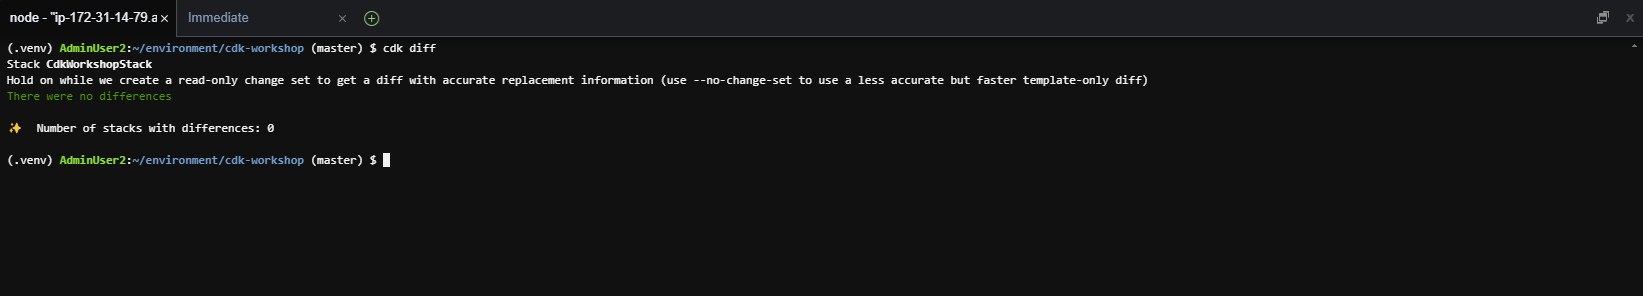 node - "ip-172-31-14-79.a × Immediate ×
(.venv) AdminUser2:~/environment/cdk-workshop (master) $ cdk diff
Stack CdkWorkshopStack
Hold on while we create a read-only change set to get a diff with accurate replacement information (use --no-change-set to use a less accurate but faster template-only diff)
There were no differences
✨ Number of stacks with differences: 0
(.venv) AdminUser2:~/environment/cdk-workshop (master) $